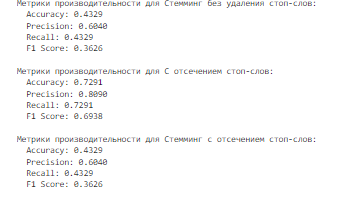 Метрики производительности для Стемминг без удаления стоп-слов:
Accuracy: 0.4329
Precision: 0.6040
Recall: 0.4329
F1 Score: 0.3626
Метрики производительности для С отсечением стоп-слов:
Accuracy: 0.7291
Precision: 0.8090
Recall: 0.7291
F1 Score: 0.6938
Метрики производительности для Стемминг с отсечением стоп-слов:
Accuracy: 0.4329
Precision: 0.6040
Recall: 0.4329
F1 Score: 0.3626